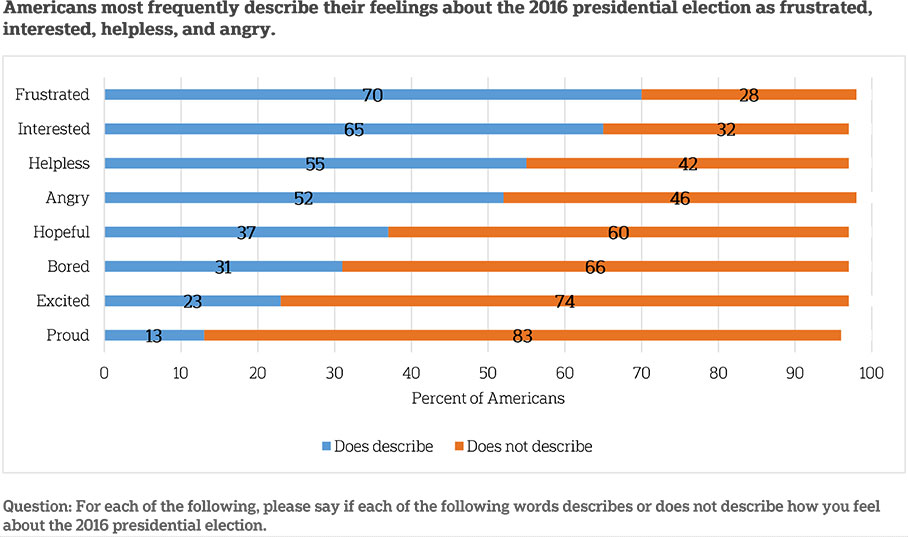 Americans most frequently describe their feelings about the 2016 presidential election as frustrated,
interested, helpless, and angry.
Frustrated 70 28
Interested 65 32
Helpless 55 42
Angry 52 46
Hopeful 37 60
Bored 31 66
Excited 23 74
Proud 13 83
0 10 20 30 40 50 60 70 80 90 100
Percent of Americans
Does describe Does not describe
Question: For each of the following, please say if each of the following words describes or does not describe how you feel
about the 2016 presidential election.